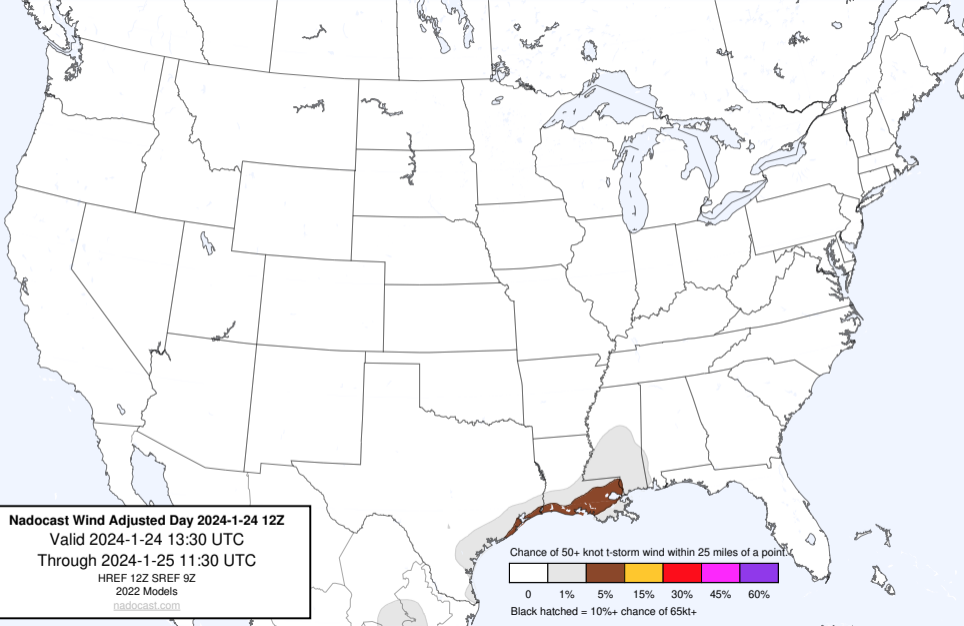 Nadocast Wind Adjusted Day 2024-1-24 12Z
Valid 2024-1-24 13:30 UTC
Through 2024-1-25 11:30 UTC
HREF 12Z SREF 9Z
2022 Models
nadocast.com
Chance of 50+ knot t-storm wind within 25 miles of a point.
0 1% 5% 15% 30% 45% 60%
Black hatched = 10%+ chance of 65kt+